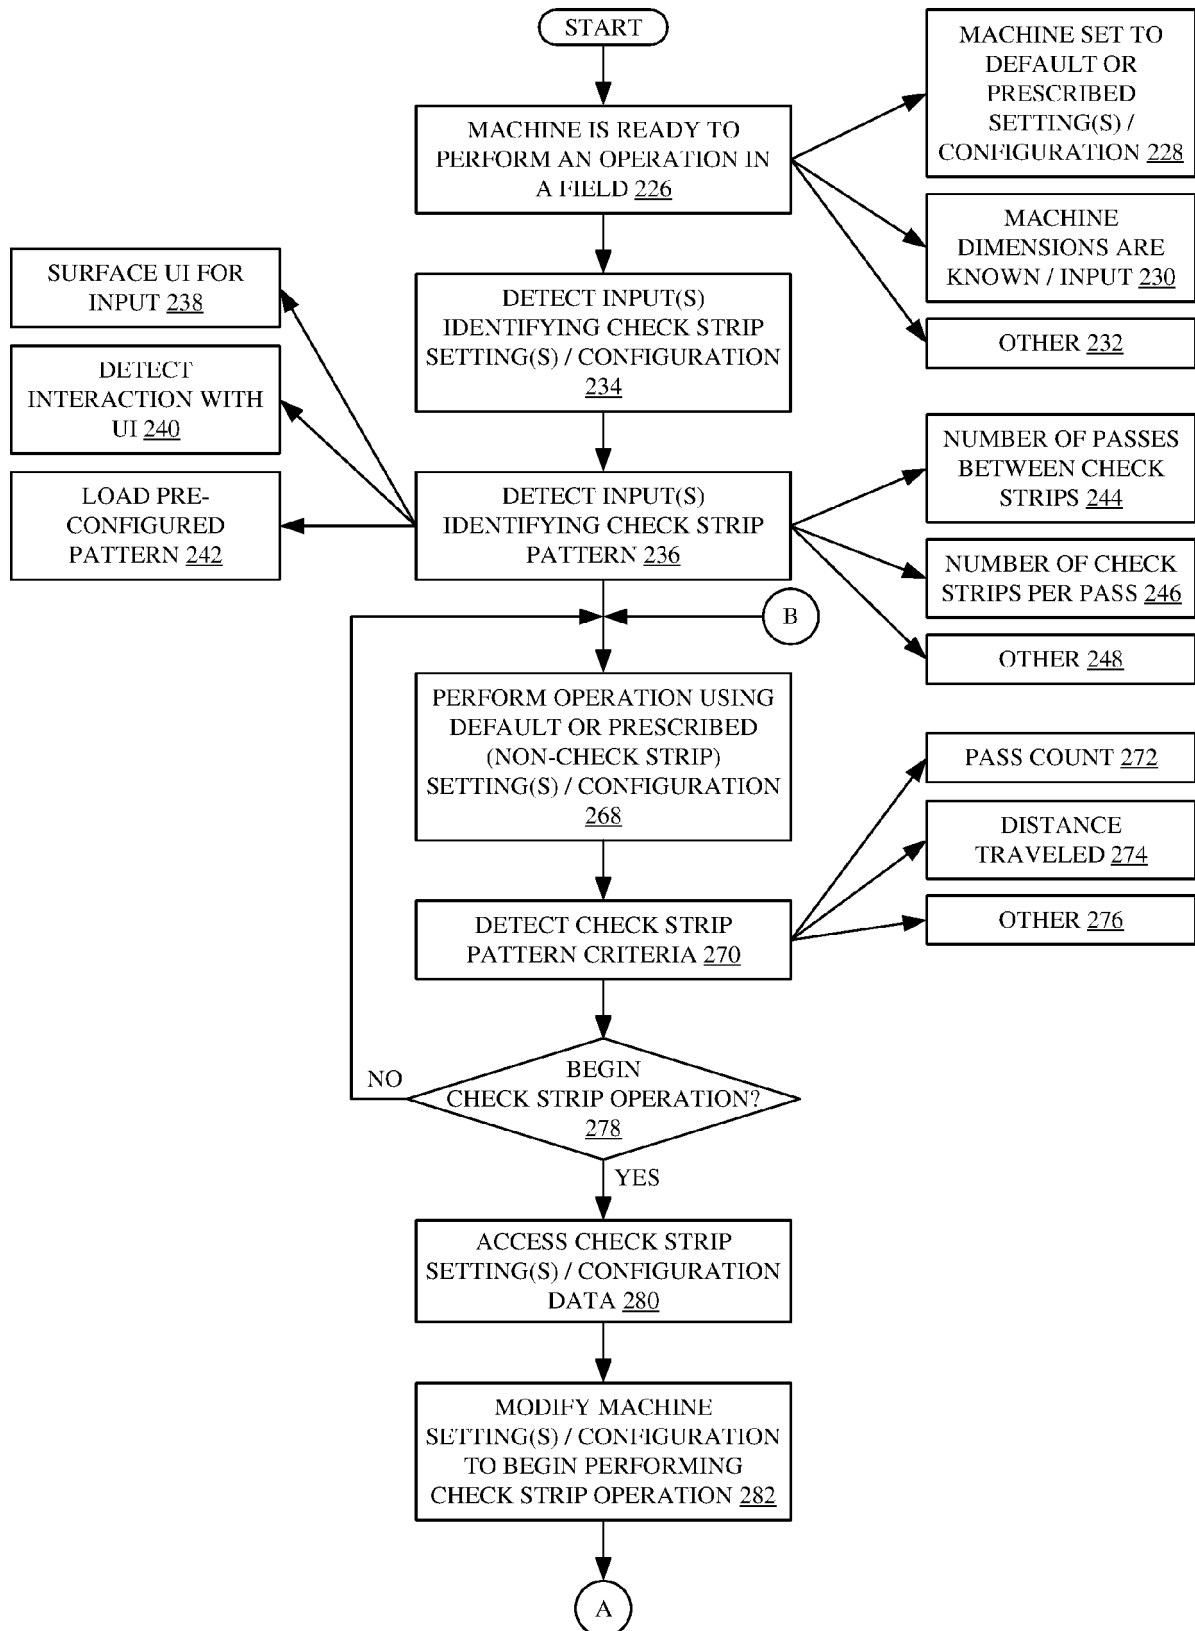 START
MACHINE IS READY TO
PERFORM AN OPERATION IN
A FIELD 226
MACHINE SET TO
DEFAULT OR
PRESCRIBED
SETTING(S) /
CONFIGURATION 228
MACHINE
DIMENSIONS ARE
KNOWN / INPUT 230
OTHER 232
DETECT INPUT(S)
IDENTIFYING CHECK STRIP
SETTING(S) / CONFIGURATION
234
SURFACE UI FOR
INPUT 238
DETECT
INTERACTION WITH
UI 240
LOAD PRE-
CONFIGURED
PATTERN 242
DETECT INPUT(S)
IDENTIFYING CHECK STRIP
PATTERN 236
NUMBER OF PASSES
BETWEEN CHECK
STRIPS 244
NUMBER OF CHECK
STRIPS PER PASS 246
OTHER 248
B
PERFORM OPERATION USING
DEFAULT OR PRESCRIBED
(NON-CHECK STRIP)
SETTING(S) / CONFIGURATION
268
PASS COUNT 272
DISTANCE
TRAVELED 274
OTHER 276
DETECT CHECK STRIP
PATTERN CRITERIA 270
BEGIN
CHECK STRIP OPERATION?
278
NO
YES
ACCESS CHECK STRIP
SETTING(S) / CONFIGURATION
DATA 280
MODIFY MACHINE
SETTING(S) / CONFIGURATION
TO BEGIN PERFORMING
CHECK STRIP OPERATION 282
A